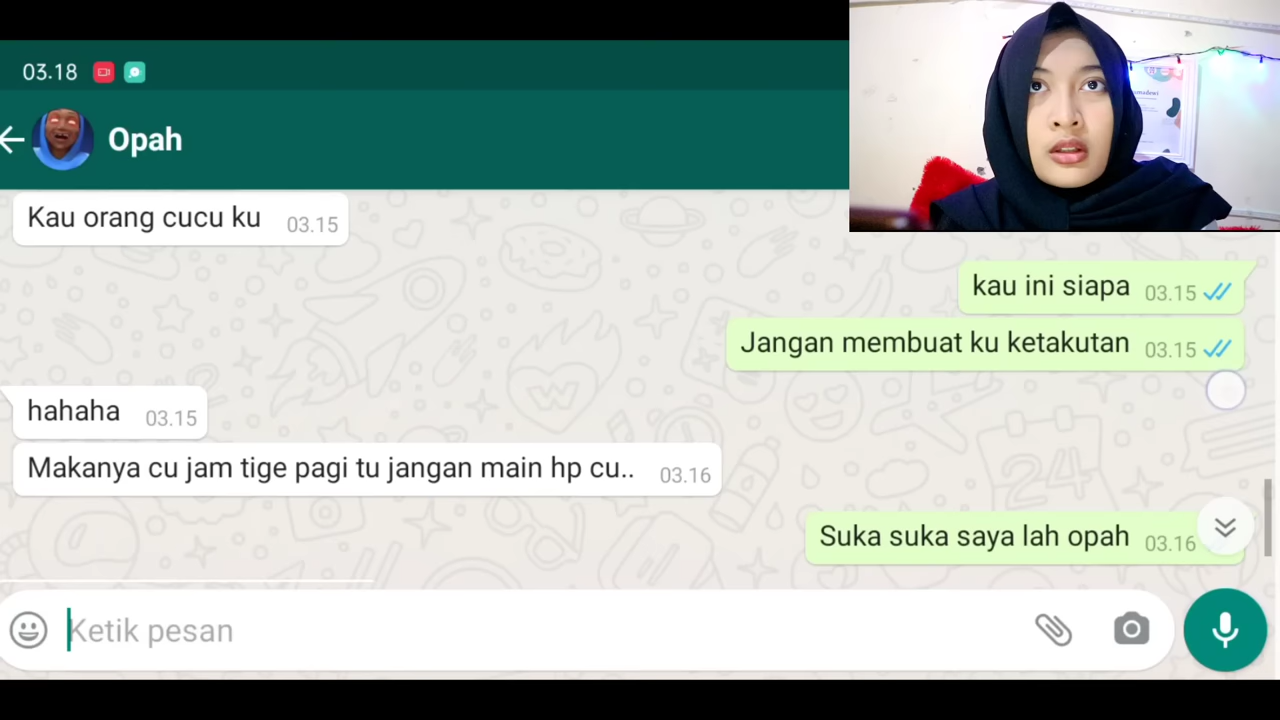 03.18
Opah
Kau orang cucu ku 03.15
kau ini siapa 03.15
Jangan membuat ku ketakutan 03.15
hahaha 03.15
Makanya cu jam tige pagi tu jangan main hp cu.. 03.16
Suka suka saya lah opah 03.16
Ketik pesan